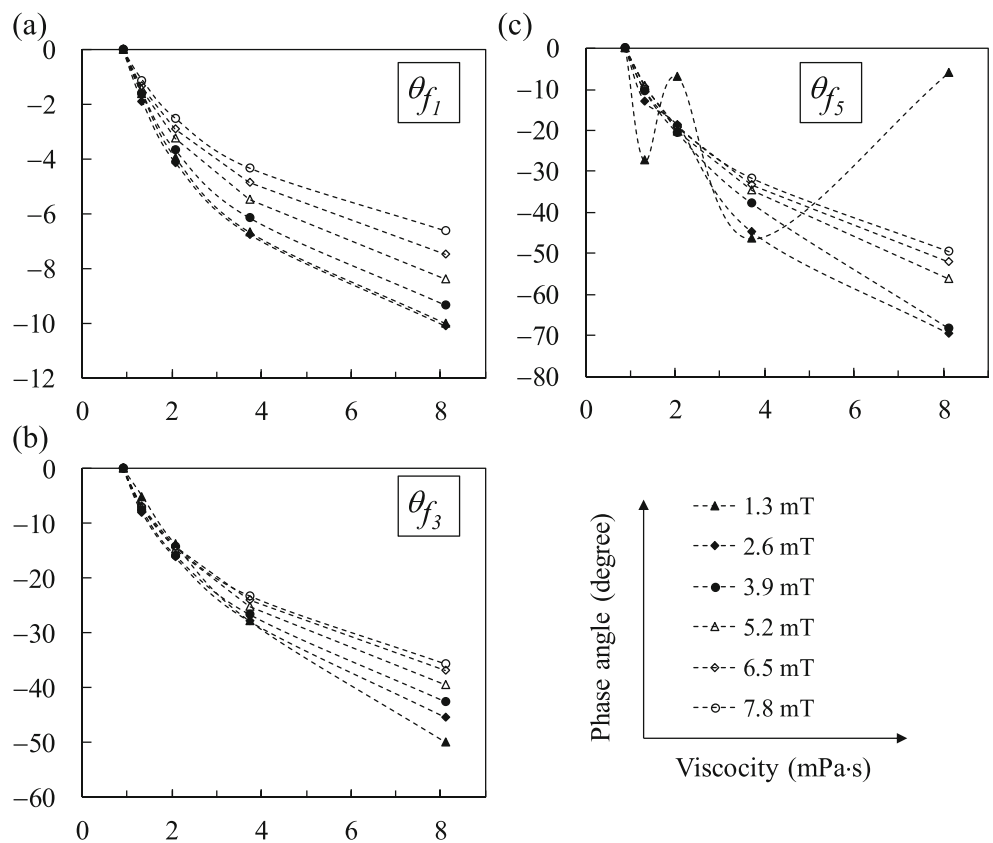 (a)
0
−2
−4
−6
−8
−10
−12
0 2 4 6 8
θf1
(c)
0
−10
−20
−30
−40
−50
−60
−70
−80
0 2 4 6 8
θf5
(b)
0
−10
−20
−30
−40
−50
−60
0 2 4 6 8
θf3
Phase angle (degree)
Viscocity (mPa·s)
1.3 mT
2.6 mT
3.9 mT
5.2 mT
6.5 mT
7.8 mT